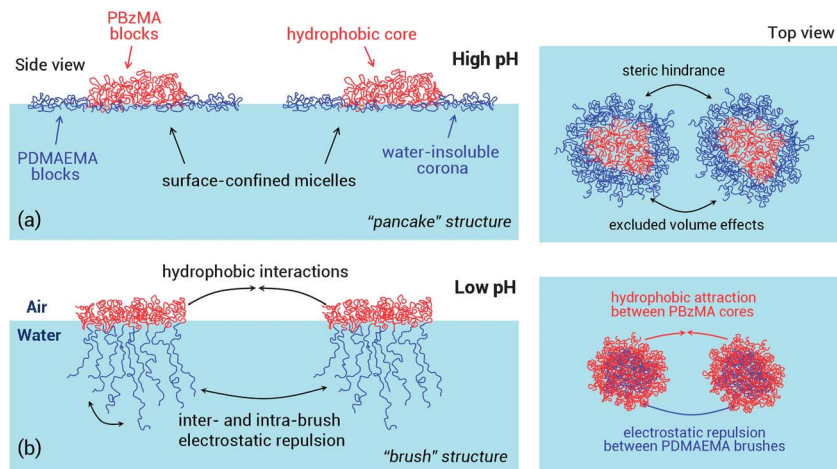 PBzMA
blocks
hydrophobic core
Side view
High pH
PDMAEMA
blocks
surface-confined micelles
water-insoluble
corona
(a)
“pancake” structure
Top view
steric hindrance
excluded volume effects
hydrophobic interactions
Low pH
Air
Water
inter- and intra-brush
electrostatic repulsion
(b)
“brush” structure
hydrophobic attraction
between PBzMA cores
electrostatic repulsion
between PDMAEMA brushes